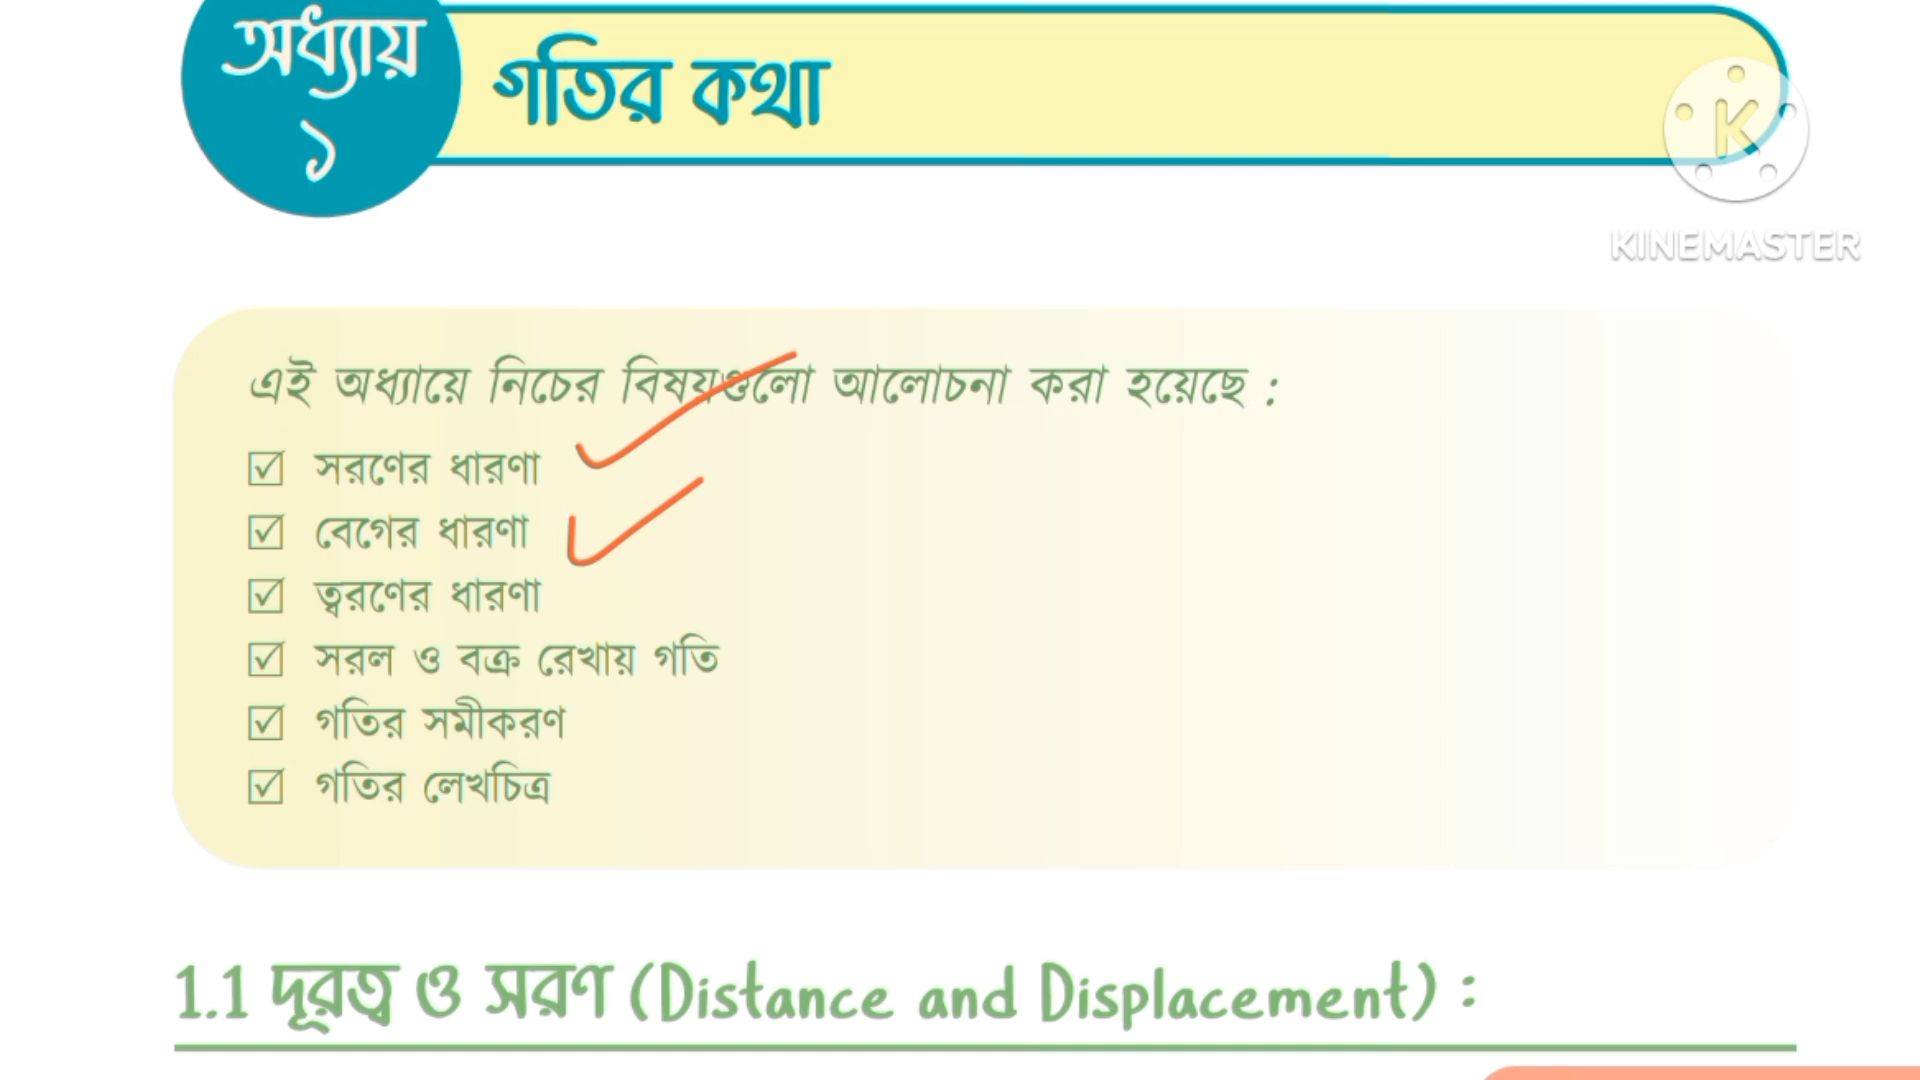 অধ্যায়
১
গতির কথা
K
KINEMASTER
এই অধ্যায়ে নিচের বিষয়গুলো আলোচনা করা হয়েছে :
☑ সরণের ধারণা
☑ বেগের ধারণা
☑ ত্বরণের ধারণা
☑ সরল ও বক্র রেখায় গতি
☑ গতির সমীকরণ
☑ গতির লেখচিত্র
1.1 দূরত্ব ও সরণ (Distance and Displacement) :